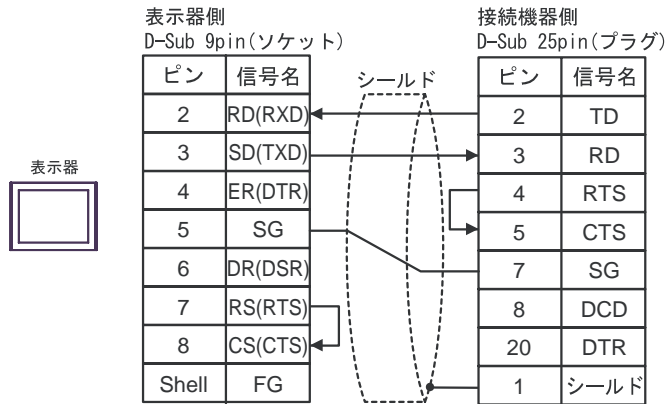 表示器側
D-Sub 9pin(ソケット)
接続機器側
D-Sub 25pin(プラグ)
表示器
シールド
ピン 信号名
2 RD(RXD)
3 SD(TXD)
4 ER(DTR)
5 SG
6 DR(DSR)
7 RS(RTS)
8 CS(CTS)
Shell FG
ピン 信号名
2 TD
3 RD
4 RTS
5 CTS
7 SG
8 DCD
20 DTR
1 シールド